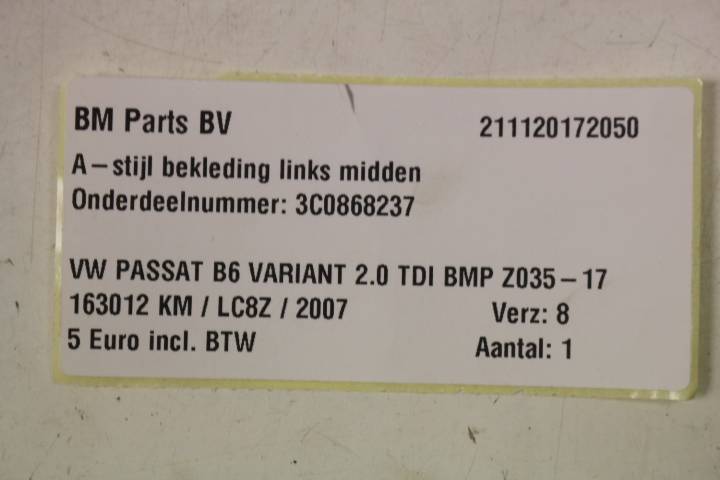 BM Parts BV 211120172050
A-stijl bekleding links midden
Onderdeelnummer: 3C0868237
VW PASSAT B6 VARIANT 2.0 TDI BMP Z035-17
163012 KM / LC8Z / 2007 Verz: 8
5 Euro incl. BTW Aantal: 1